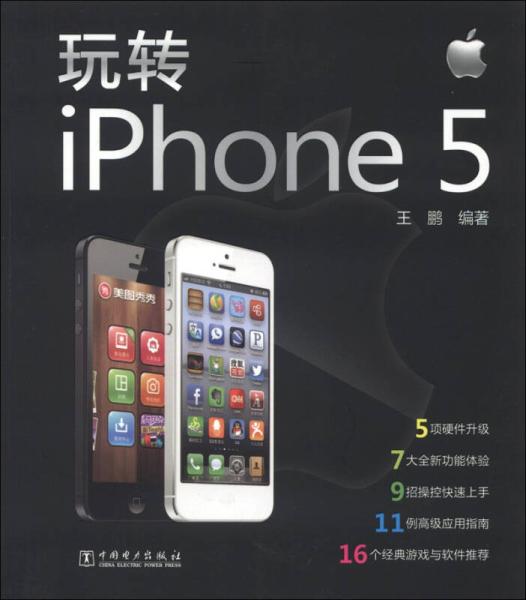 玩转
iPhone 5
王 鹏 编著
美图秀秀
5项硬件升级
7大全新功能体验
9招操控快速上手
11例高级应用指南
16个经典游戏与软件推荐
中国电力出版社
CHINA ELECTRIC POWER PRESS